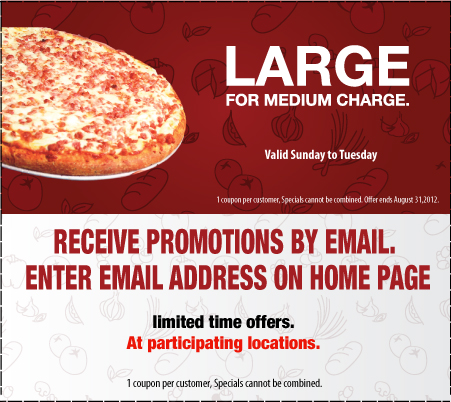 LARGE
FOR MEDIUM CHARGE.
Valid Sunday to Tuesday
1 coupon per customer, Specials cannot be combined. Offer ends August 31,2012.
RECEIVE PROMOTIONS BY EMAIL.
ENTER EMAIL ADDRESS ON HOME PAGE
limited time offers.
At participating locations.
1 coupon per customer, Specials cannot be combined.